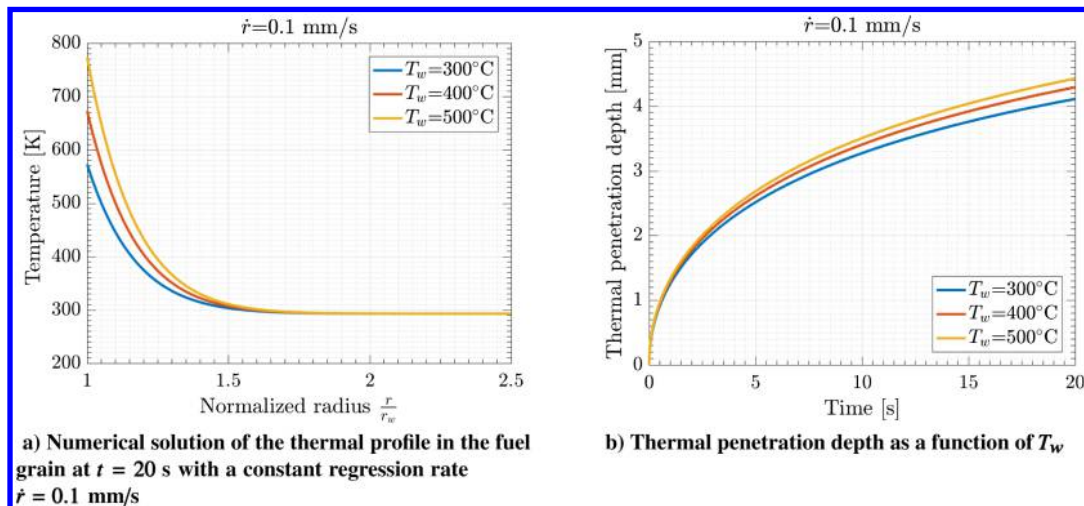 ṙ=0.1 mm/s
800
700
600
500
400
300
200
Temperature [K]
T_w=300°C
T_w=400°C
T_w=500°C
1
1.5
2
2.5
Normalized radius r/r_w
a) Numerical solution of the thermal profile in the fuel
grain at t = 20 s with a constant regression rate
ṙ = 0.1 mm/s
ṙ=0.1 mm/s
5
4
3
2
1
0
Thermal penetration depth [mm]
T_w=300°C
T_w=400°C
T_w=500°C
0
5
10
15
20
Time [s]
b) Thermal penetration depth as a function of T_w